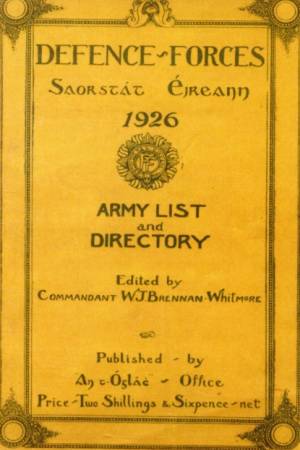 DEFENCE-FORCES
Saorstát Éireann
1926
ARMY LIST
and
DIRECTORY
Edited by
COMMANDANT W.J. BRENNAN-WHITMORE
Published - by
An t-Óglác - Office
Price-Two Shillings & Sixpence-net